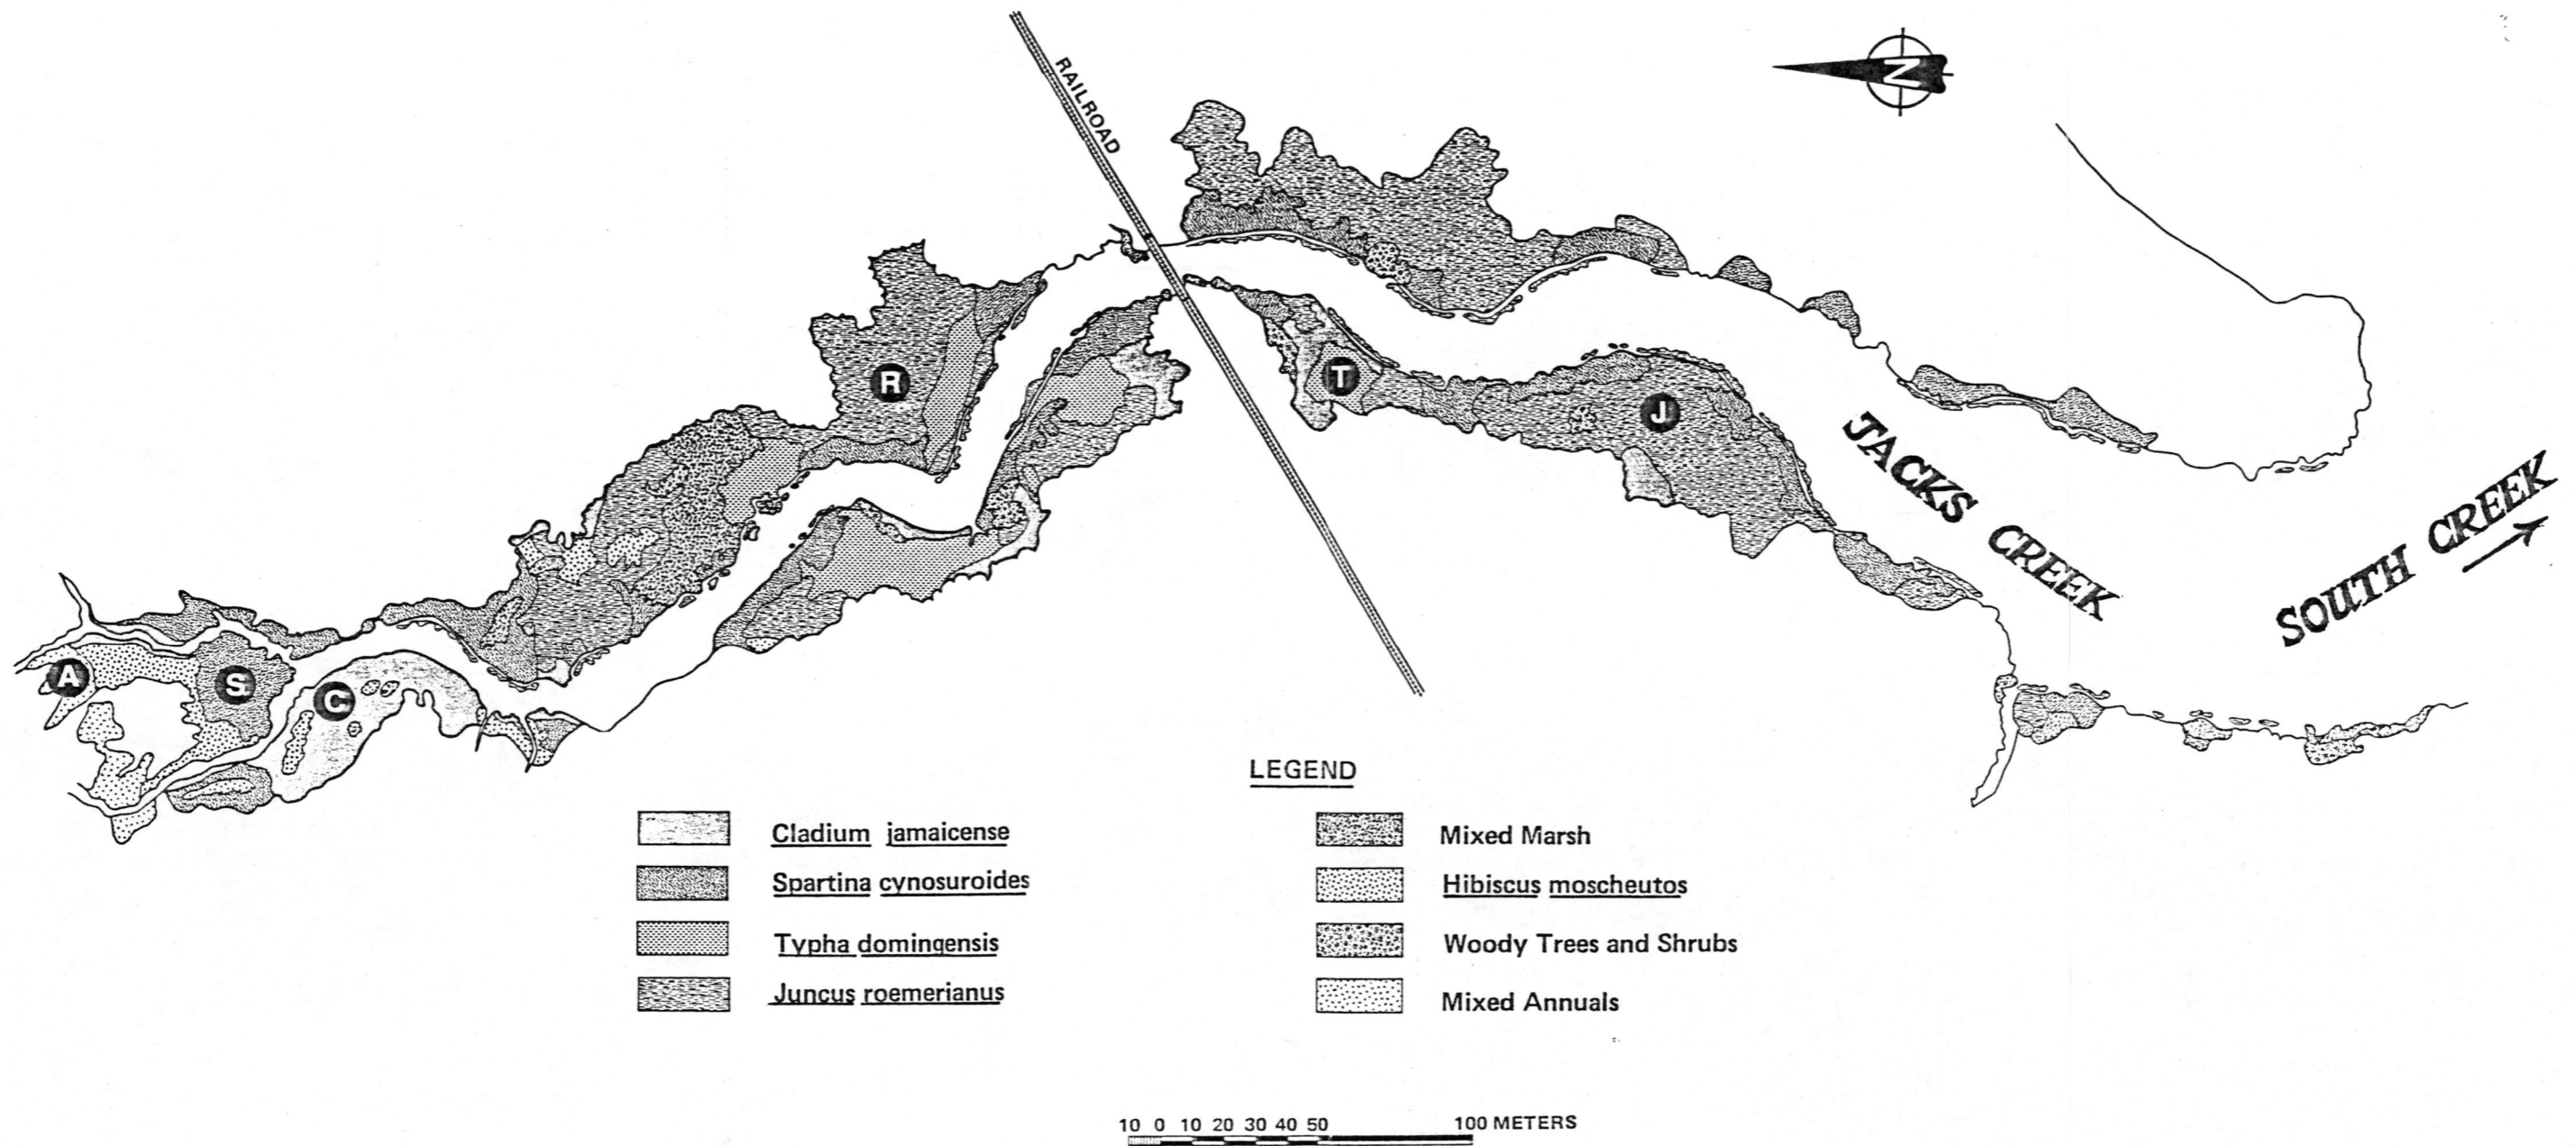 RAILROAD
N
R
T
J
JACKS CREEK
SOUTH CREEK
A
S
C
LEGEND
Cladium jamaicense
Spartina cynosuroides
Typha domingensis
Juncus roemerianus
Mixed Marsh
Hibiscus moscheutos
Woody Trees and Shrubs
Mixed Annuals
10 0 10 20 30 40 50 100 METERS